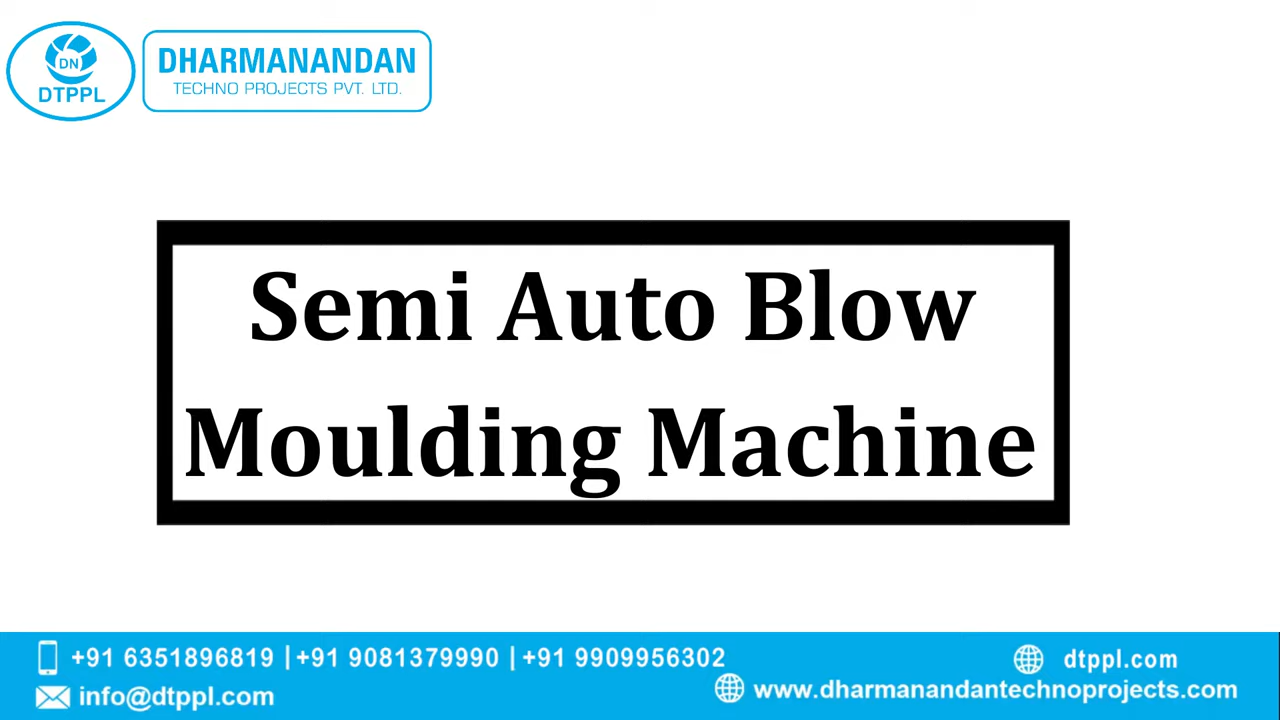 DN
DTPPL
DHARMANANDAN
TECHNO PROJECTS PVT. LTD.
Semi Auto Blow
Moulding Machine
+91 6351896819 |+91 9081379990 |+91 9909956302
dtppl.com
info@dtppl.com
www.dharmanandantechnoprojects.com